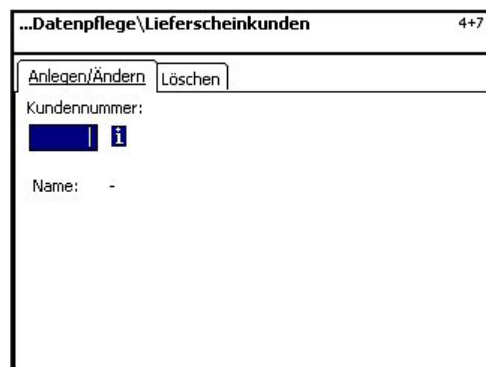 ...Datenpflege\Lieferscheinkunden 4+7
Anlegen/Ändern Löschen
Kundennummer:
i
Name: -